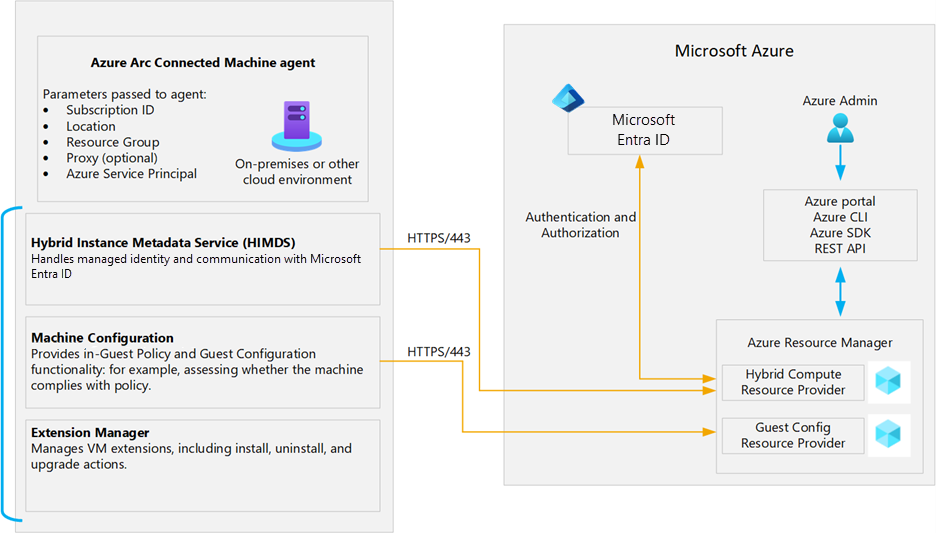 Azure Arc Connected Machine agent
Parameters passed to agent:
• Subscription ID
• Location
• Resource Group
• Proxy (optional)
• Azure Service Principal
On-premises or other
cloud environment
Hybrid Instance Metadata Service (HIMDS)
Handles managed identity and communication with Microsoft
Entra ID
Machine Configuration
Provides in-Guest Policy and Guest Configuration
functionality: for example, assessing whether the machine
complies with policy.
Extension Manager
Manages VM extensions, including install, uninstall, and
upgrade actions.
HTTPS/443
HTTPS/443
Microsoft Azure
Microsoft
Entra ID
Authentication and
Authorization
Azure Admin
Azure portal
Azure CLI
Azure SDK
REST API
Azure Resource Manager
Hybrid Compute
Resource Provider
Guest Config
Resource Provider